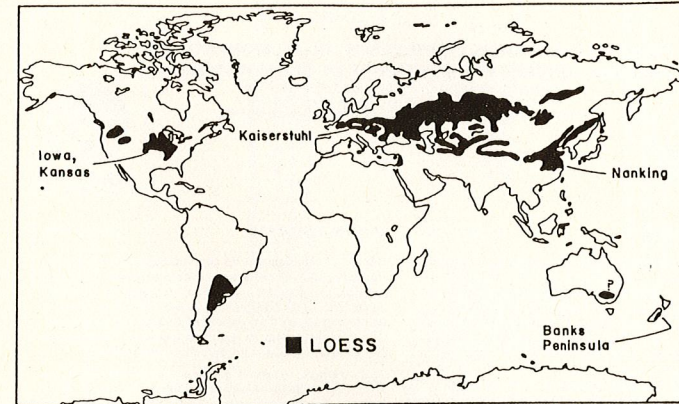 Iowa,
Kansas
Kaiserstuhl
Nanking
?
Banks
Peninsula
LOESS